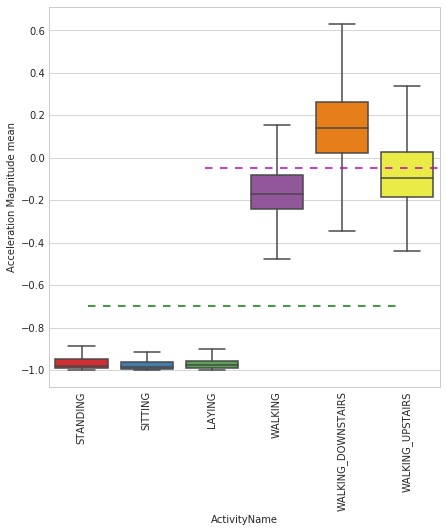 Acceleration Magnitude mean
0.6
0.4
0.2
0.0
−0.2
−0.4
−0.6
−0.8
−1.0
STANDING
SITTING
LAYING
WALKING
WALKING_DOWNSTAIRS
WALKING_UPSTAIRS
ActivityName